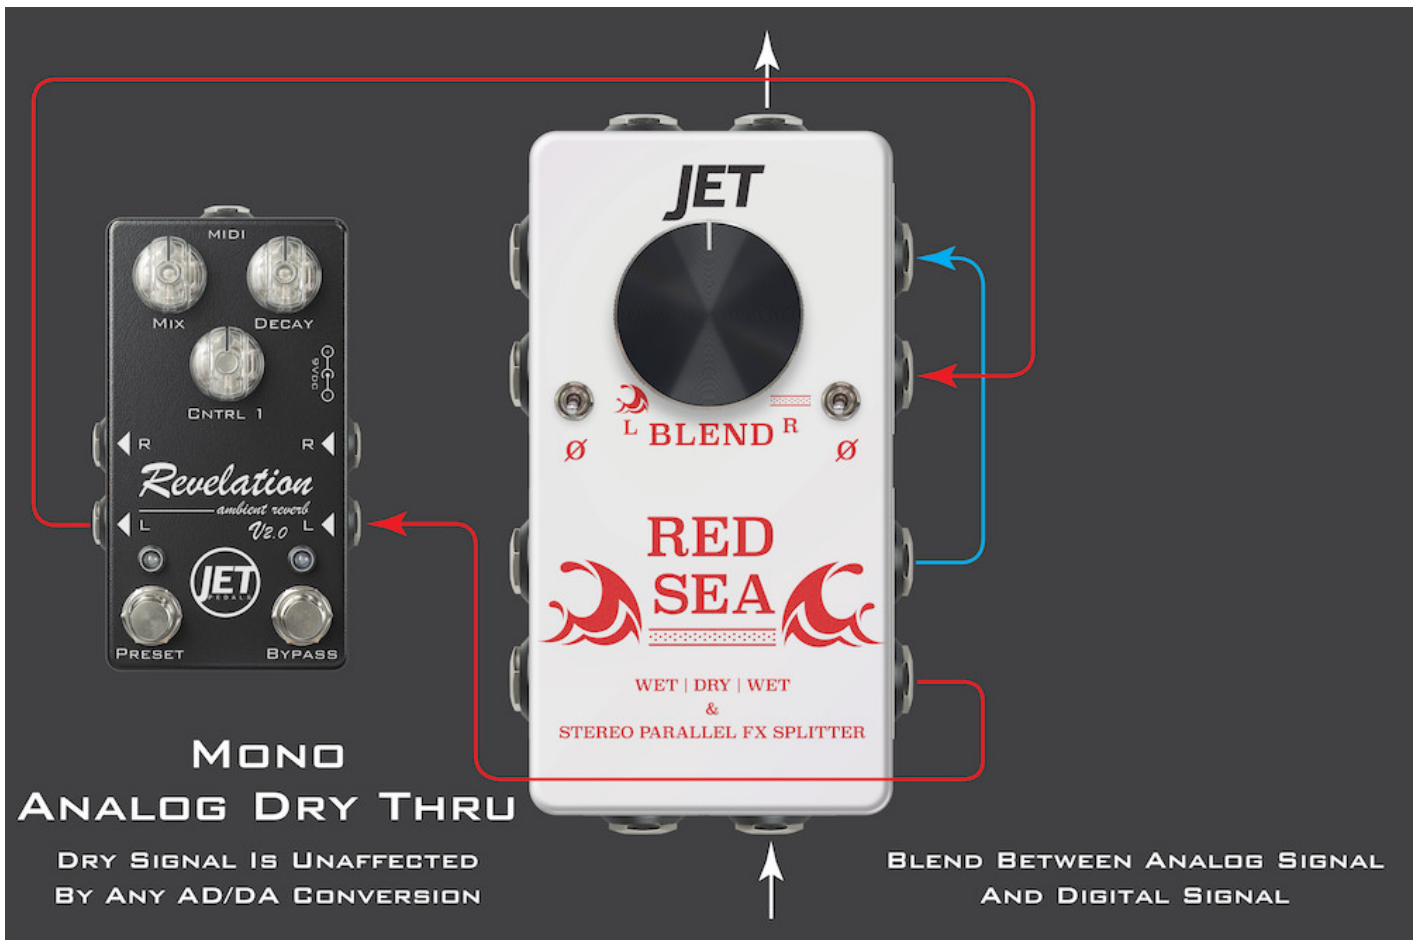 JET
MIDI
MIX
DECAY
9VDC
CNTRL 1
R
R
Revelation
ambient reverb
V2.0
L
L
JET
PEDALS
PRESET
BYPASS
L BLEND R
Ø
Ø
RED
SEA
WET | DRY | WET
&
STEREO PARALLEL FX SPLITTER
MONO
ANALOG DRY THRU
DRY SIGNAL IS UNAFFECTED
BY ANY AD/DA CONVERSION
BLEND BETWEEN ANALOG SIGNAL
AND DIGITAL SIGNAL